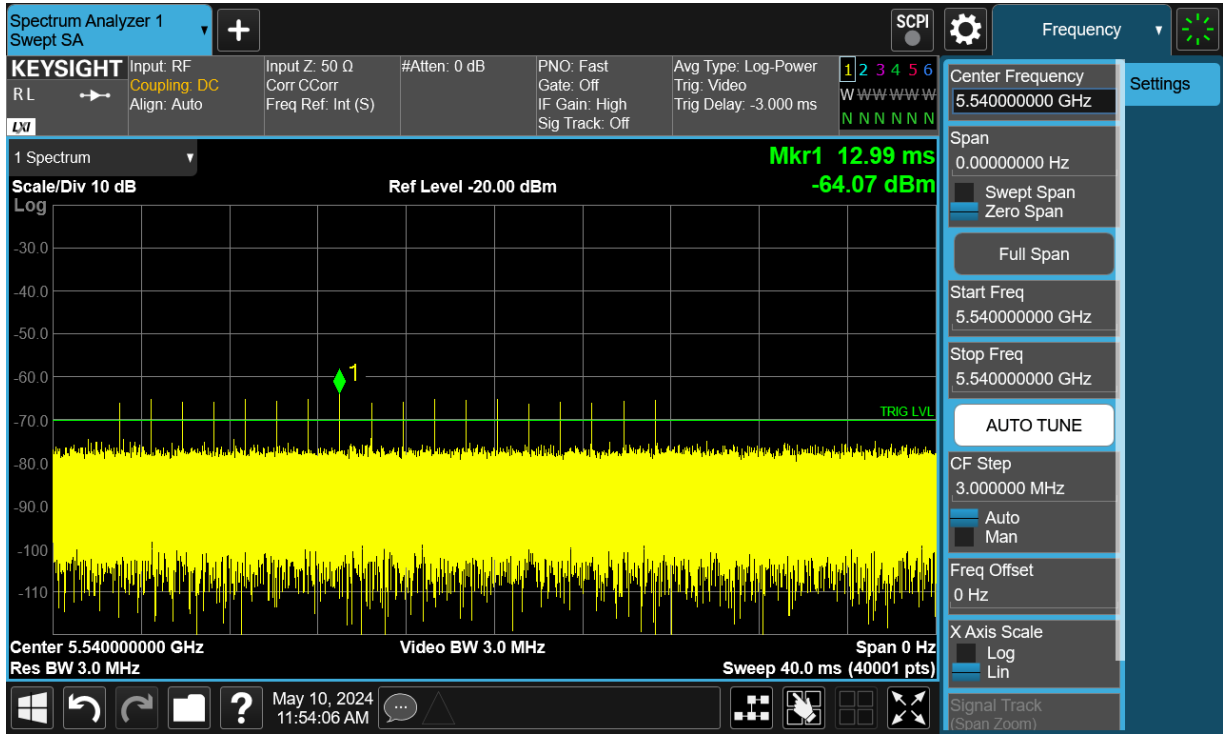 Spectrum Analyzer 1
Swept SA
+
SCPI
Frequency
KEYSIGHT
RL
LXI
Input: RF
Coupling: DC
Align: Auto
Input Z: 50 Ω
Corr CCorr
Freq Ref: Int (S)
#Atten: 0 dB
PNO: Fast
Gate: Off
IF Gain: High
Sig Track: Off
Avg Type: Log-Power
Trig: Video
Trig Delay: -3.000 ms
1 2 3 4 5 6
W W W W W W
N N N N N N
1 Spectrum
Mkr1 12.99 ms
Scale/Div 10 dB
Ref Level -20.00 dBm
-64.07 dBm
Log
-30.0
-40.0
-50.0
1
-60.0
TRIG LVL
-70.0
-80.0
-90.0
-100
-110
Center 5.540000000 GHz
Video BW 3.0 MHz
Span 0 Hz
Res BW 3.0 MHz
Sweep 40.0 ms (40001 pts)
?
May 10, 2024
11:54:06 AM
Center Frequency
5.540000000 GHz
Span
0.00000000 Hz
Swept Span
Zero Span
Full Span
Start Freq
5.540000000 GHz
Stop Freq
5.540000000 GHz
AUTO TUNE
CF Step
3.000000 MHz
Auto
Man
Freq Offset
0 Hz
X Axis Scale
Log
Lin
Signal Track
(Span Zoom)
Settings